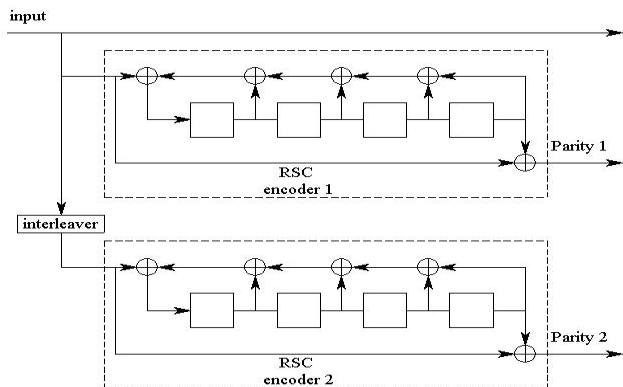 input
Parity 1
RSC
encoder 1
interleaver
Parity 2
RSC
encoder 2